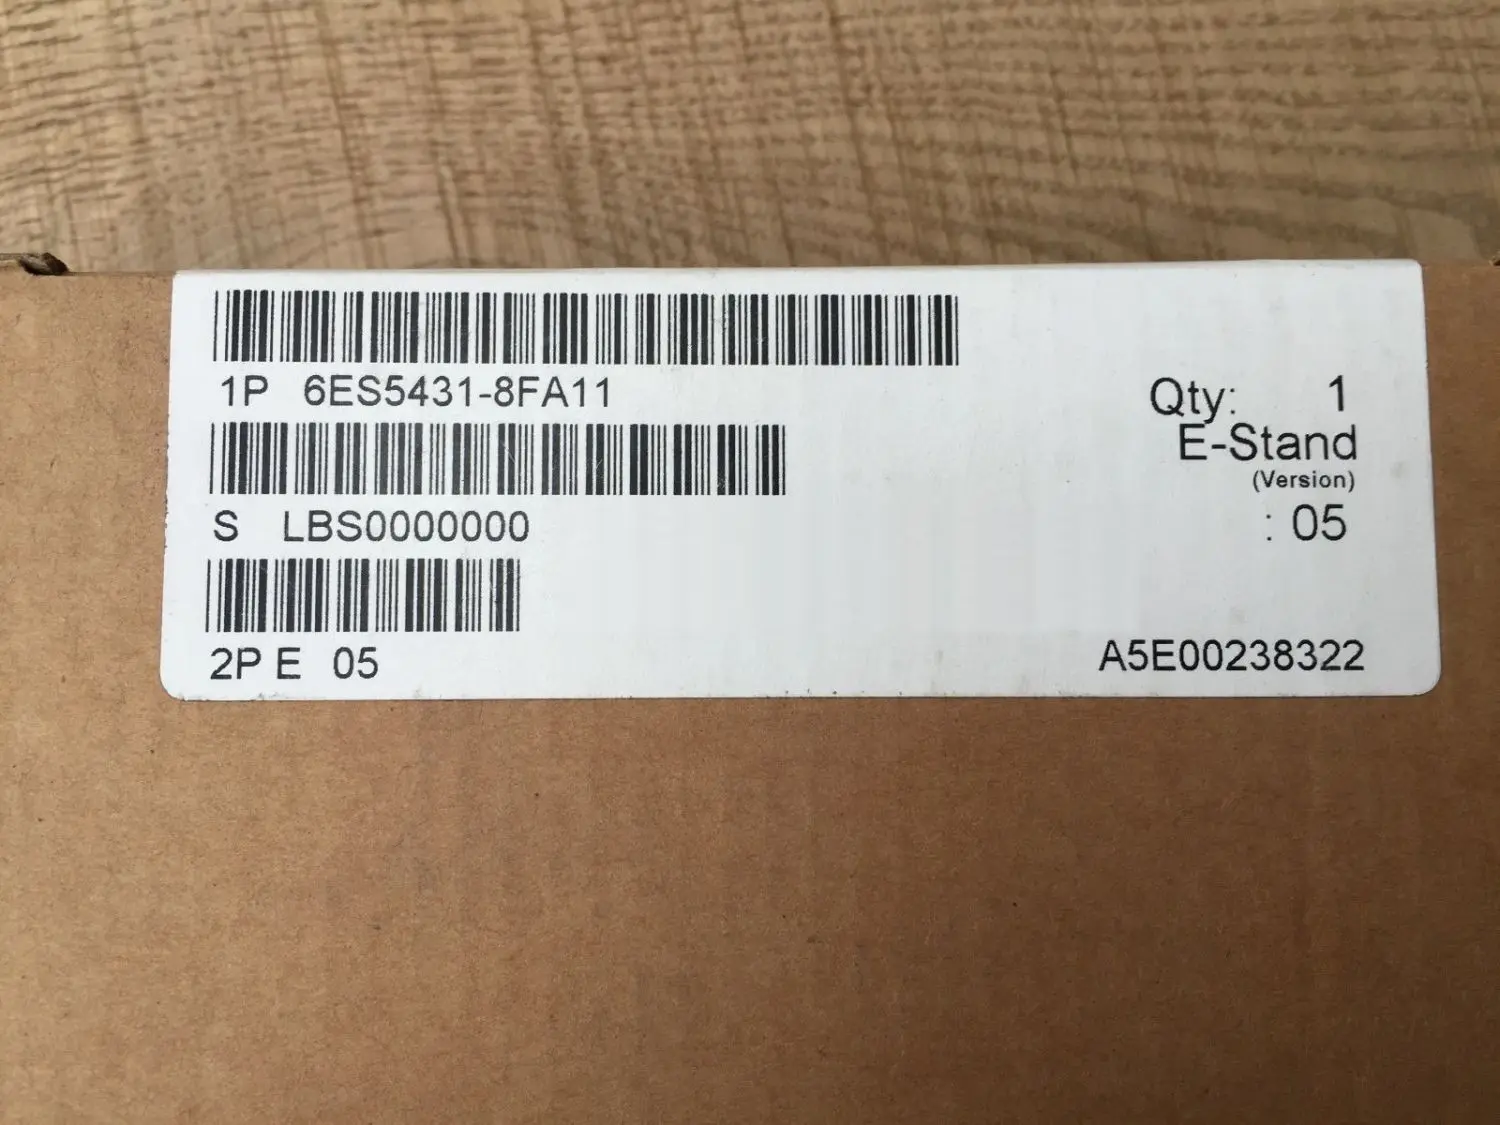 1P 6ES5431-8FA11
Qty: 1
E-Stand
(Version)
: 05
S LBS0000000
2P E 05
A5E00238322